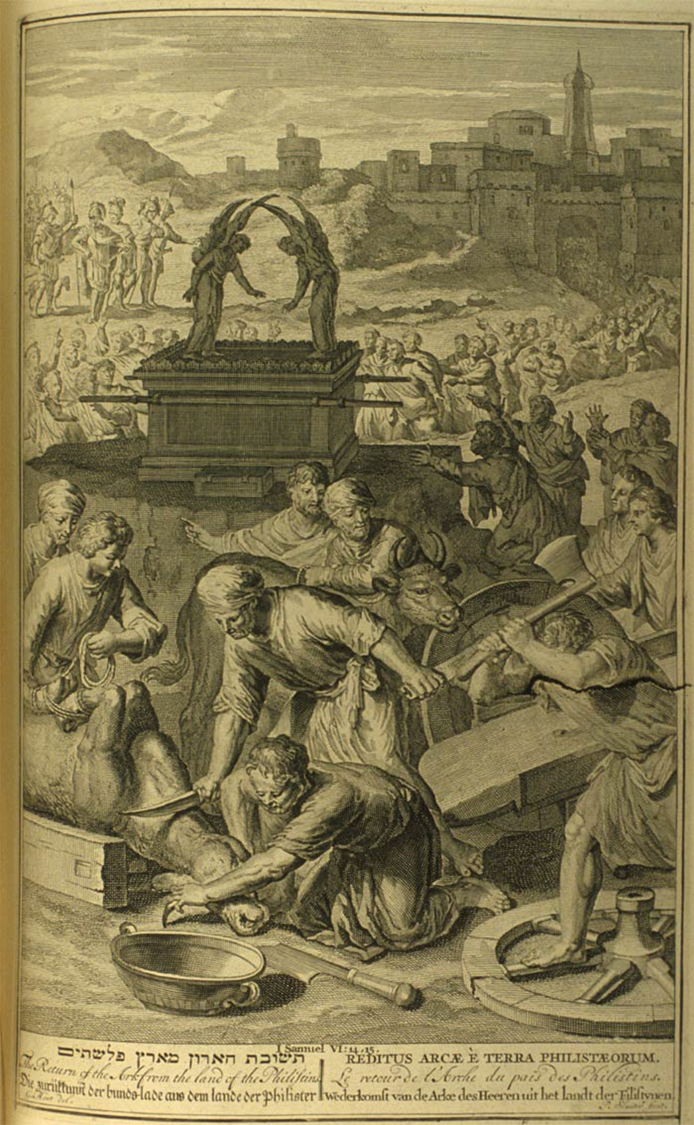 I Samuel VI: 14, 15.
תשובת הארון מארץ פלשתים
REDITUS ARCÆ È TERRA PHILISTÆORUM.
The Return of the Ark from the land of the Philistins
Le retour de l'Arche du païs des Philistins.
Die zurükkunft der bunds-lade aus dem lande der Philister
Wederkomst van de Arke des Heeren uit het landt der Filistynen.